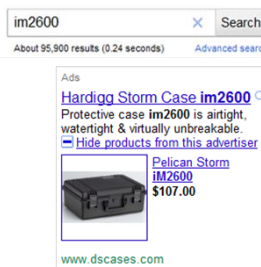 im2600 Search
About 95,900 results (0.24 seconds) Advanced sear
Ads
Hardigg Storm Case im2600
Protective case im2600 is airtight,
watertight & virtually unbreakable.
Hide products from this advertiser
Pelican Storm
iM2600
$107.00
www.dscases.com